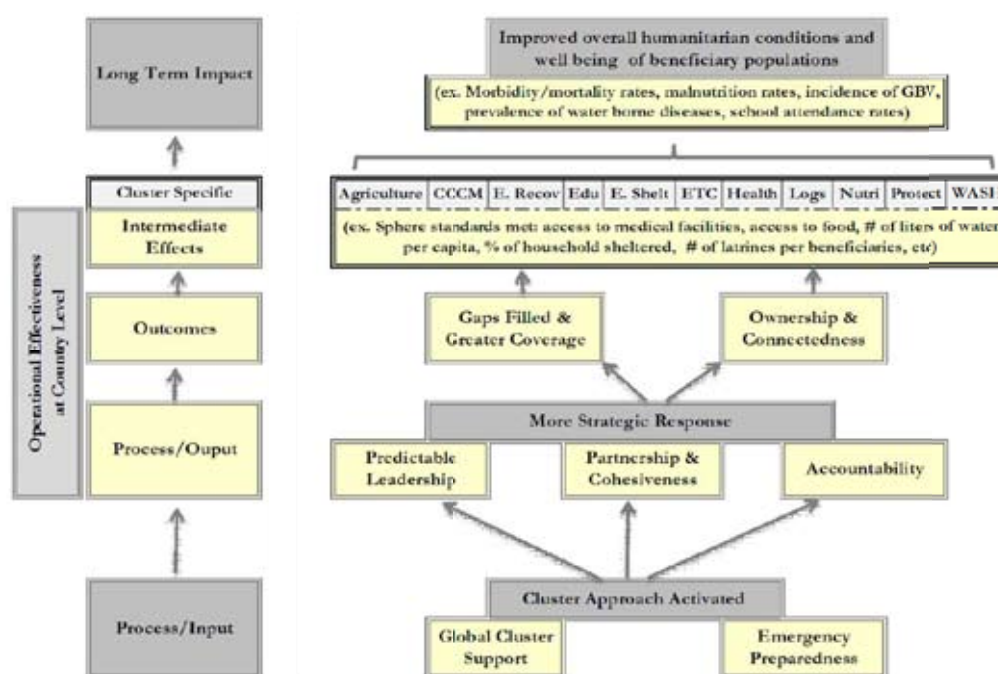 Long Term Impact
Improved overall humanitarian conditions and
well being of beneficiary populations
(ex. Morbidity/mortality rates, malnutrition rates, incidence of GBV,
prevalence of water borne diseases, school attendance rates)
Operational Effectiveness
at Country Level
Cluster Specific
Intermediate
Effects
Agriculture CCCM E. Recov Edu E. Shelt ETC Health Logs Nutri Protect WASH
(ex. Sphere standards met: access to medical facilities, access to food, # of liters of water
per capita, % of household sheltered, # of latrines per beneficiaries, etc)
Outcomes
Gaps Filled &
Greater Coverage
Ownership &
Connectedness
More Strategic Response
Process/Ouput
Predictable
Leadership
Partnership &
Cohesiveness
Accountability
Process/Input
Cluster Approach Activated
Global Cluster
Support
Emergency
Preparedness